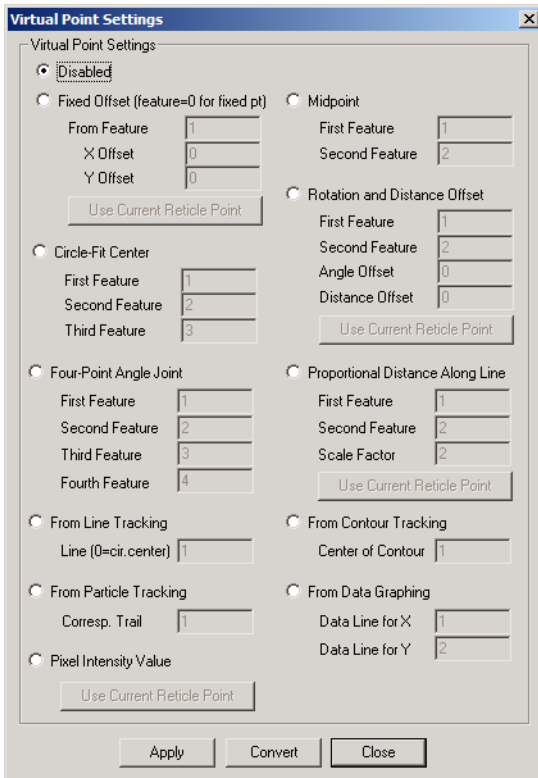 Virtual Point Settings
Virtual Point Settings
Disabled
Fixed Offset (feature=0 for fixed pt)
From Feature 1
X Offset 0
Y Offset 0
Use Current Reticle Point
Circle-Fit Center
First Feature 1
Second Feature 2
Third Feature 3
Four-Point Angle Joint
First Feature 1
Second Feature 2
Third Feature 3
Fourth Feature 4
From Line Tracking
Line (0=cir.center) 1
From Particle Tracking
Corresp. Trail 1
Pixel Intensity Value
Use Current Reticle Point
Midpoint
First Feature 1
Second Feature 2
Rotation and Distance Offset
First Feature 1
Second Feature 2
Angle Offset 0
Distance Offset 0
Use Current Reticle Point
Proportional Distance Along Line
First Feature 1
Second Feature 2
Scale Factor 2
Use Current Reticle Point
From Contour Tracking
Center of Contour 1
From Data Graphing
Data Line for X 1
Data Line for Y 2
Apply Convert Close